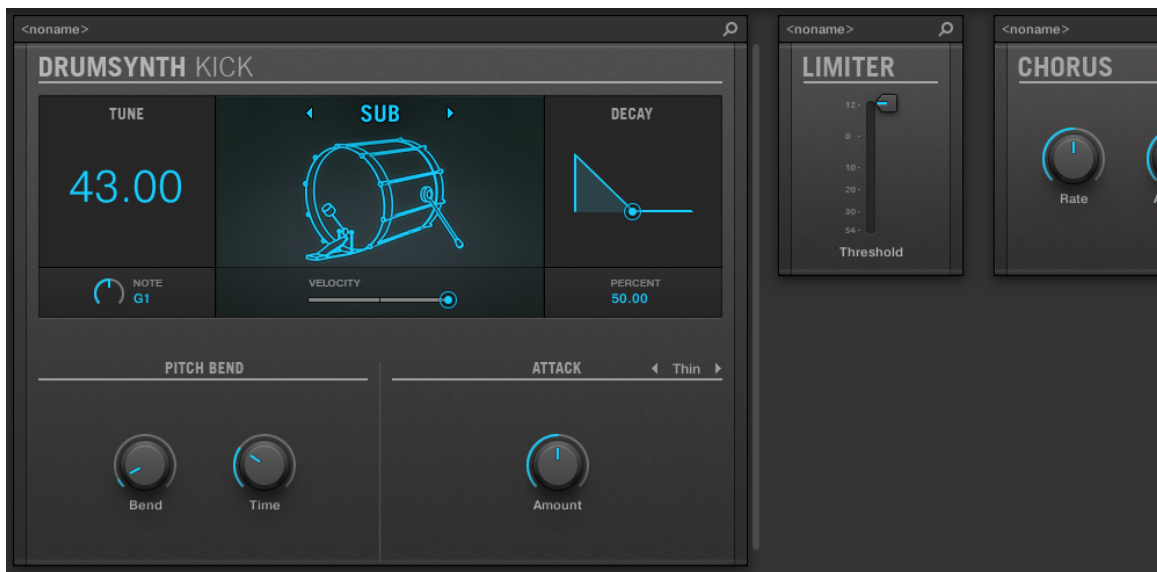 <noname>
DRUMSYNTH KICK
TUNE
SUB
DECAY
43.00
NOTE
G1
VELOCITY
PERCENT
50.00
PITCH BEND
ATTACK
Thin
Bend
Time
Amount
<noname>
LIMITER
12-
0 -
10-
20-
30-
54-
Threshold
<noname>
CHORUS
Rate